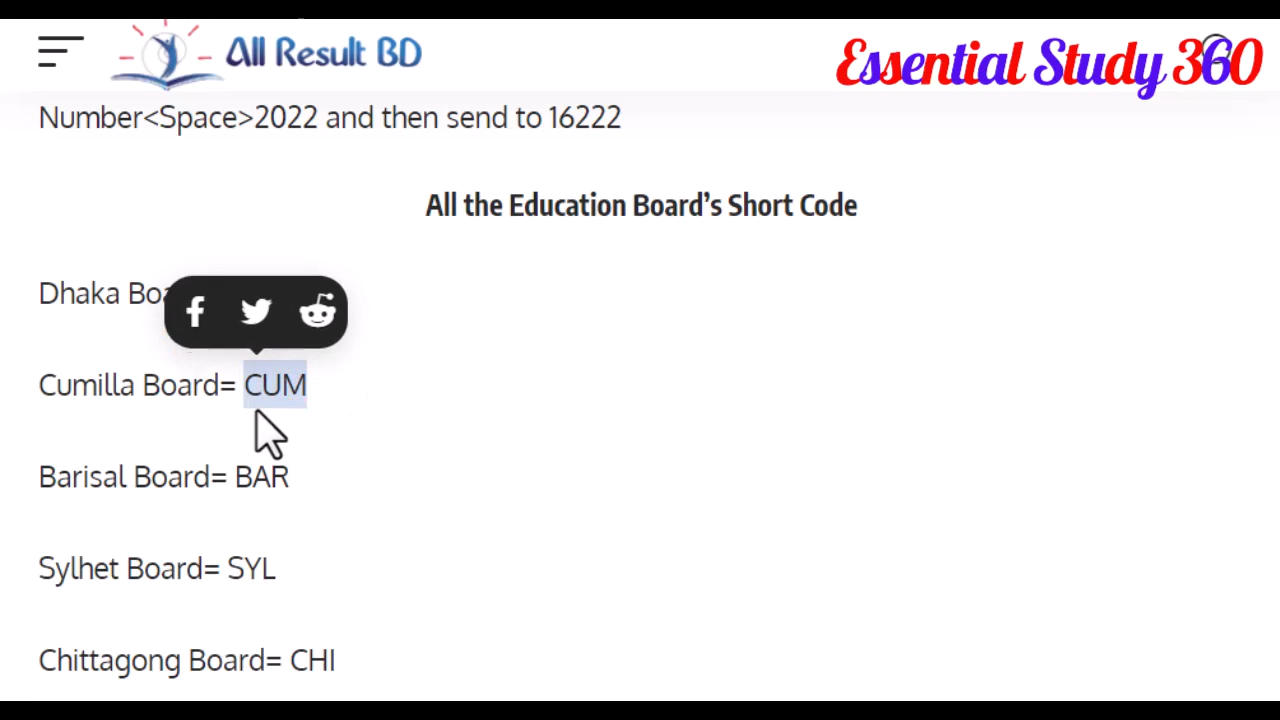 All Result BD
Essential Study 360
Number<Space>2022 and then send to 16222
All the Education Board's Short Code
Dhaka
Cumilla Board= CUM
Barisal Board= BAR
Sylhet Board= SYL
Chittagong Board= CHI